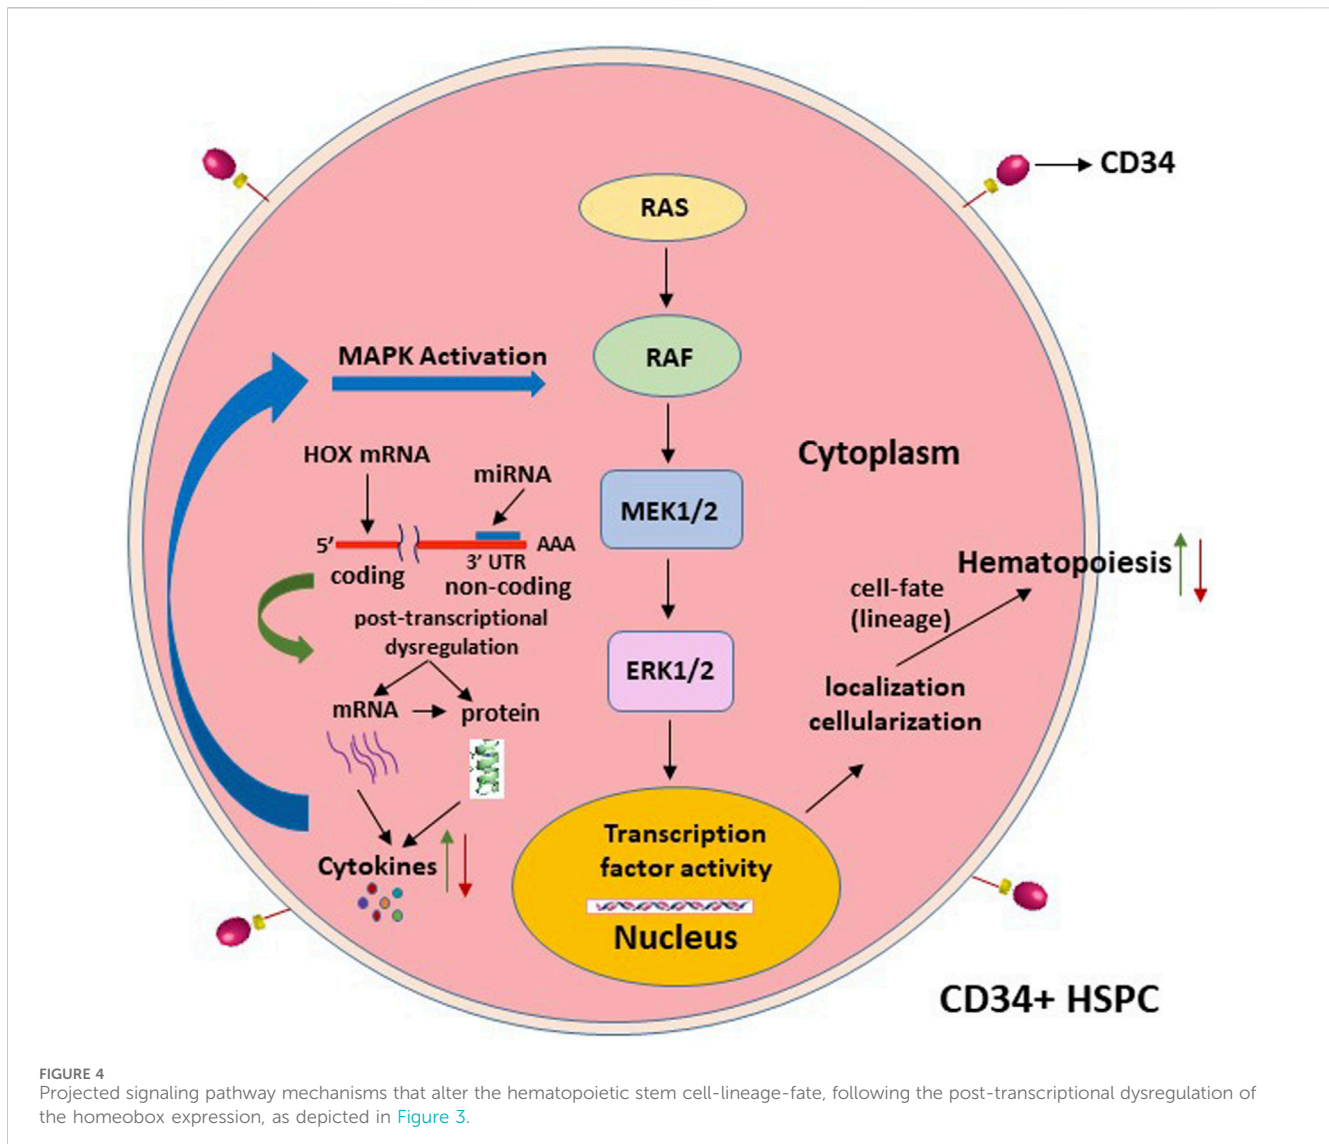 CD34
RAS
RAF
MAPK Activation
HOX mRNA
miRNA
5’
AAA
coding
3’ UTR
non-coding
post-transcriptional
dysregulation
mRNA
protein
Cytokines
MEK1/2
ERK1/2
Transcription
factor activity
Nucleus
Cytoplasm
Hematopoiesis
cell-fate
(lineage)
localization
cellularization
CD34+ HSPC
FIGURE 4
Projected signaling pathway mechanisms that alter the hematopoietic stem cell-lineage-fate, following the post-transcriptional dysregulation of
the homeobox expression, as depicted in Figure 3.